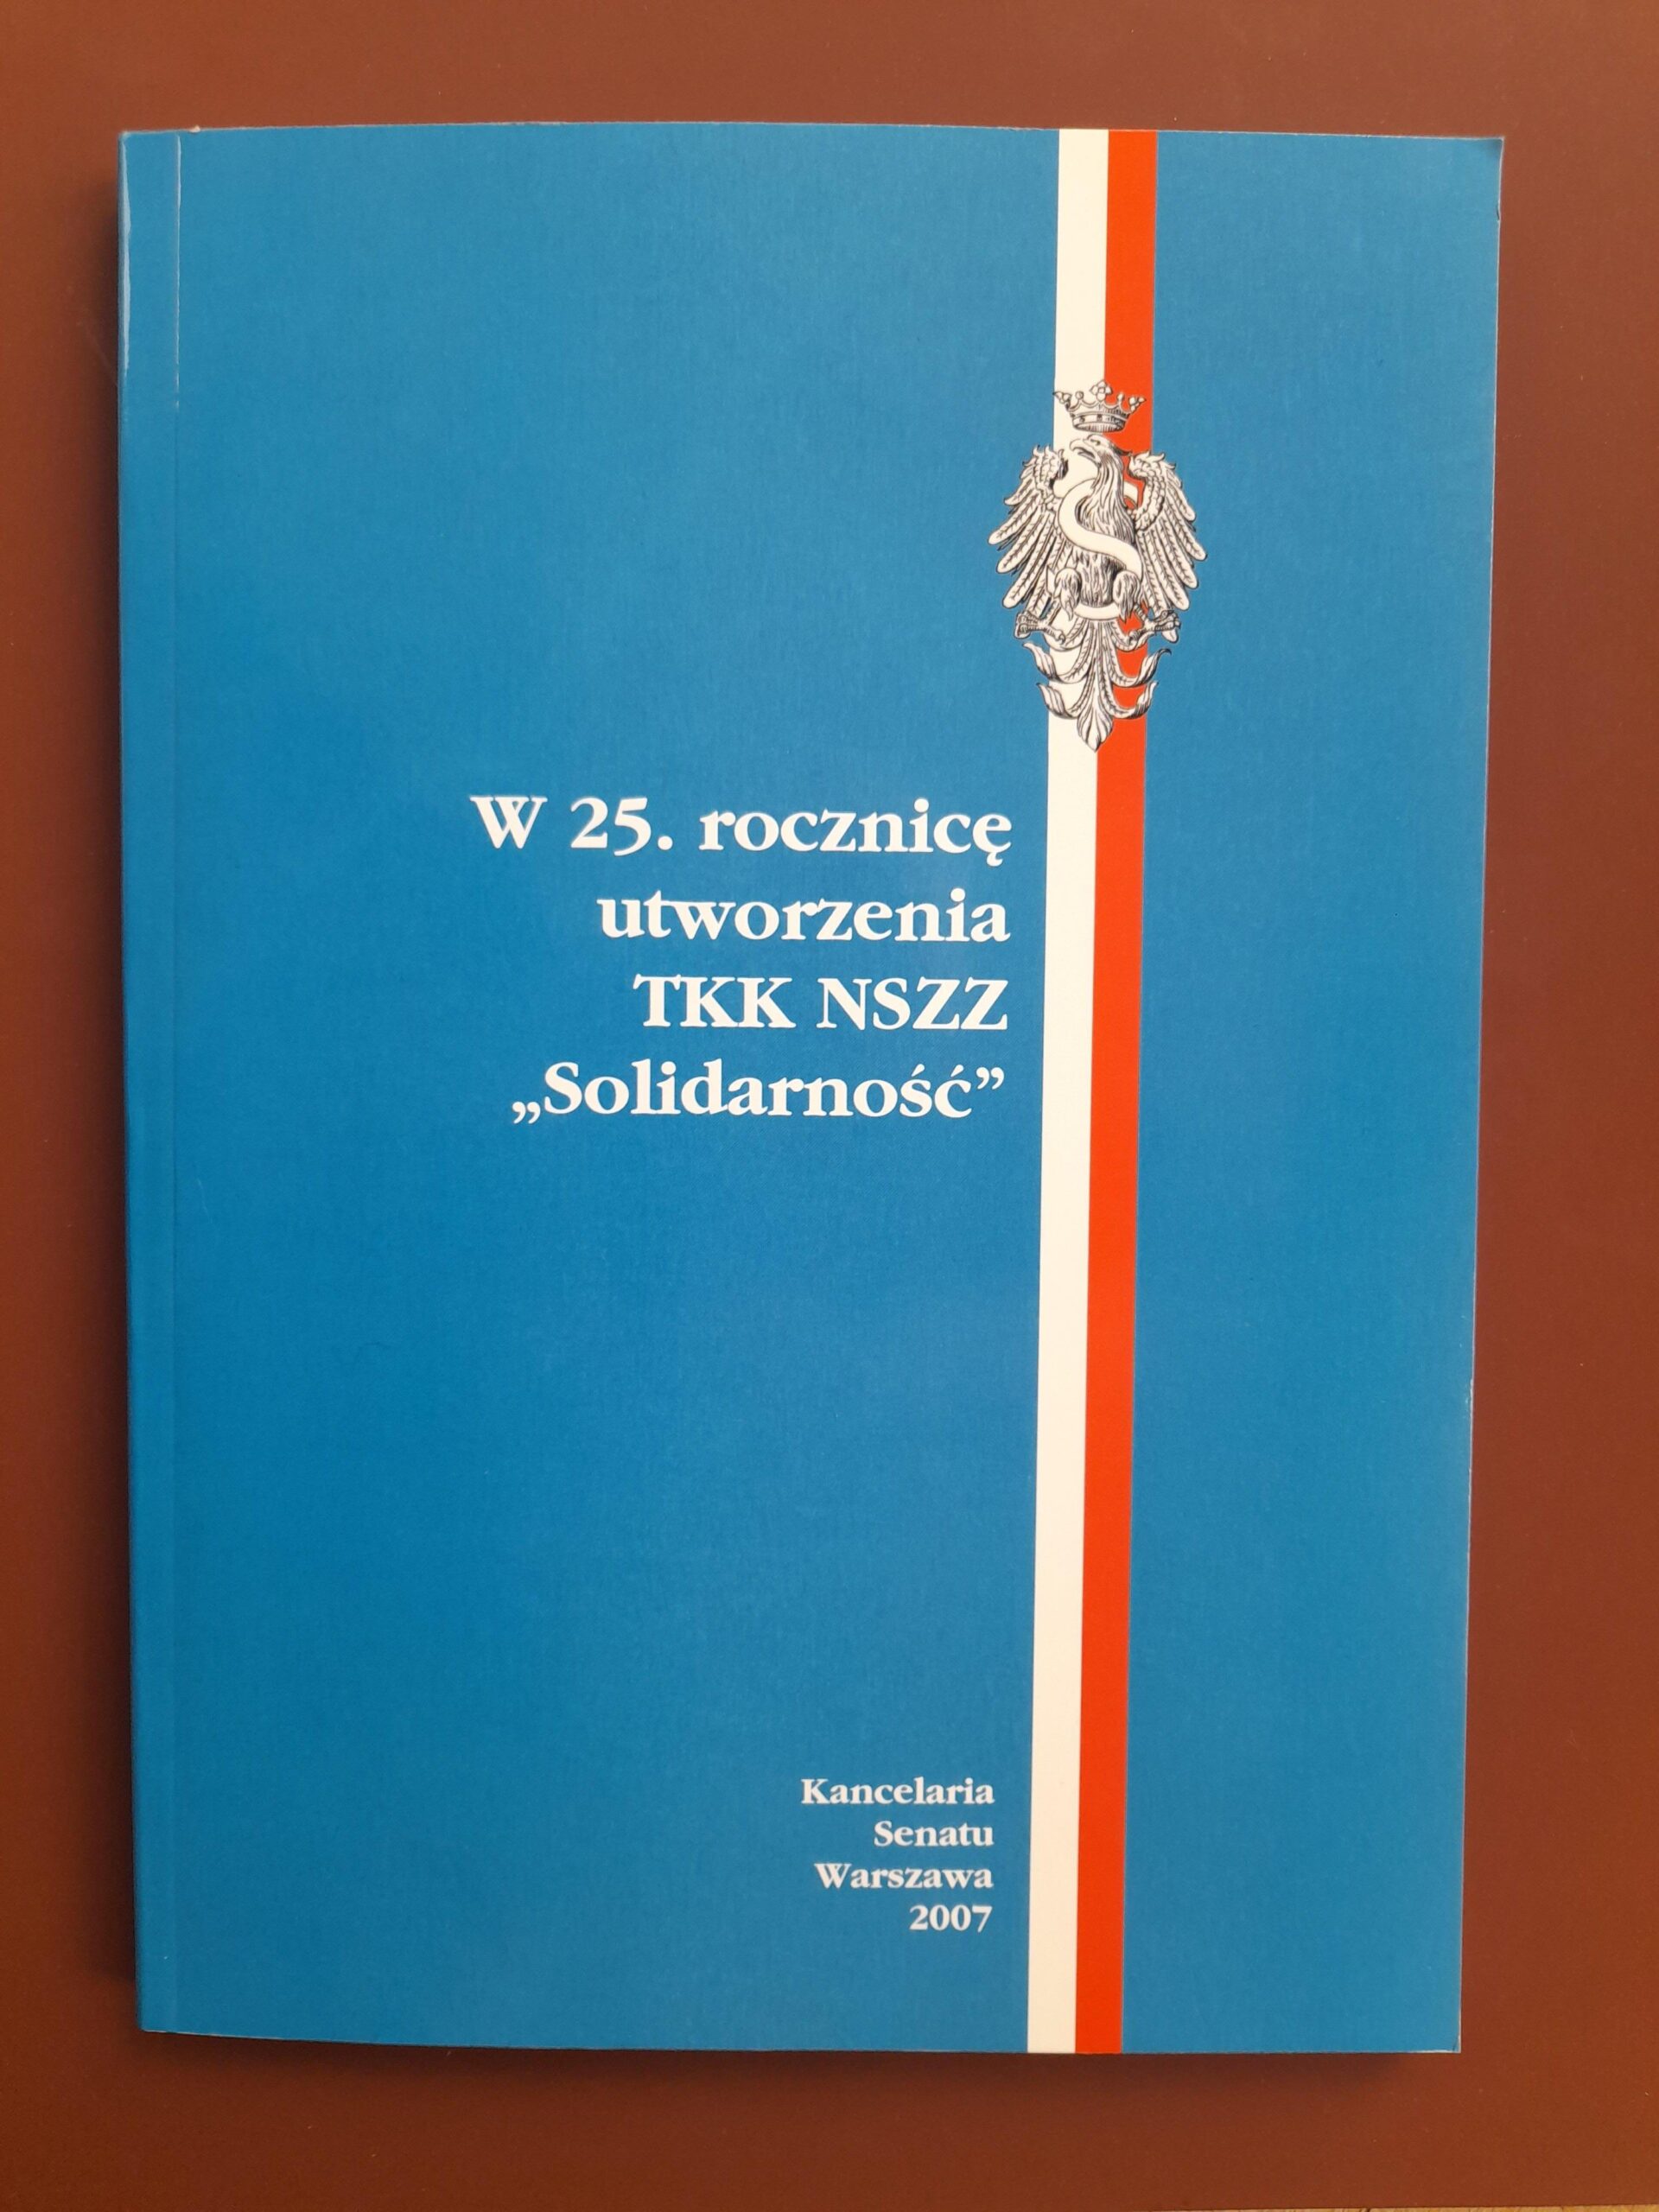 W 25. rocznicę
utworzenia
TKK NSZZ
„Solidarność”
Kancelaria
Senatu
Warszawa
2007